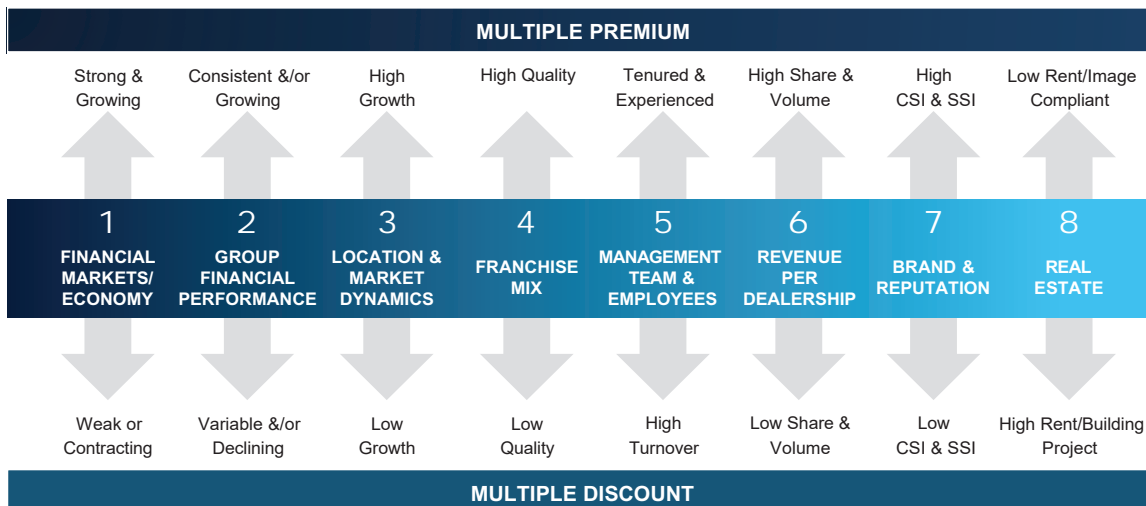 MULTIPLE PREMIUM
Strong &
Growing
Consistent &/or
Growing
High
Growth
High Quality
Tenured &
Experienced
High Share &
Volume
High
CSI & SSI
Low Rent/Image
Compliant
1
FINANCIAL
MARKETS/
ECONOMY
2
GROUP
FINANCIAL
PERFORMANCE
3
LOCATION &
MARKET
DYNAMICS
4
FRANCHISE
MIX
5
MANAGEMENT
TEAM &
EMPLOYEES
6
REVENUE
PER
DEALERSHIP
7
BRAND &
REPUTATION
8
REAL
ESTATE
Weak or
Contracting
Variable &/or
Declining
Low
Growth
Low
Quality
High
Turnover
Low Share &
Volume
Low
CSI & SSI
High Rent/Building
Project
MULTIPLE DISCOUNT